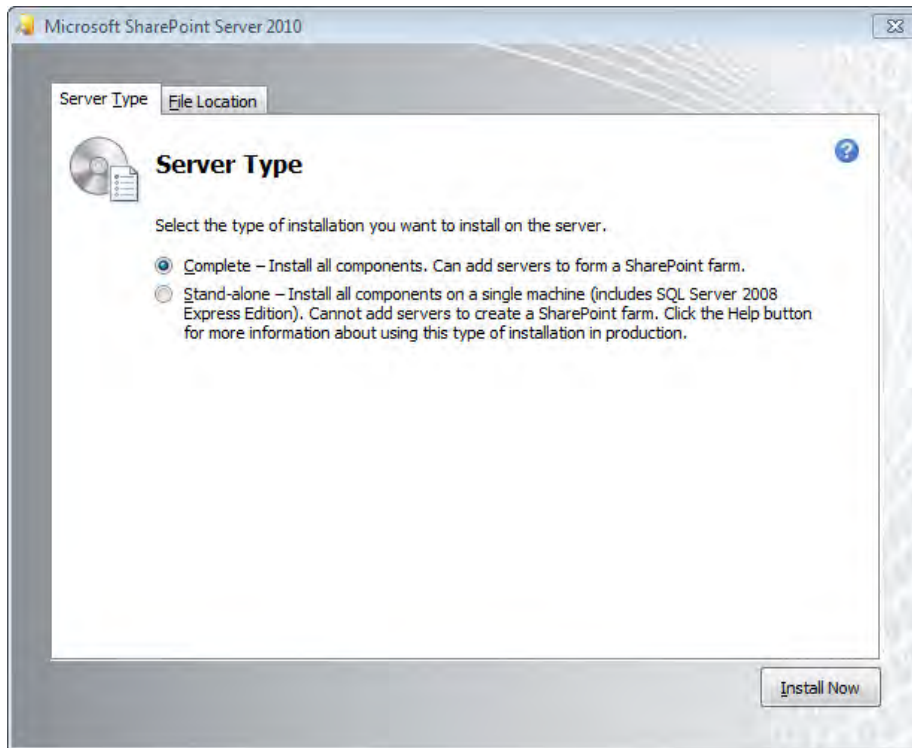 Microsoft SharePoint Server 2010
Server Type
File Location
Server Type
Select the type of installation you want to install on the server.
Complete – Install all components. Can add servers to form a SharePoint farm.
Stand-alone – Install all components on a single machine (includes SQL Server 2008
Express Edition). Cannot add servers to create a SharePoint farm. Click the Help button
for more information about using this type of installation in production.
Install Now